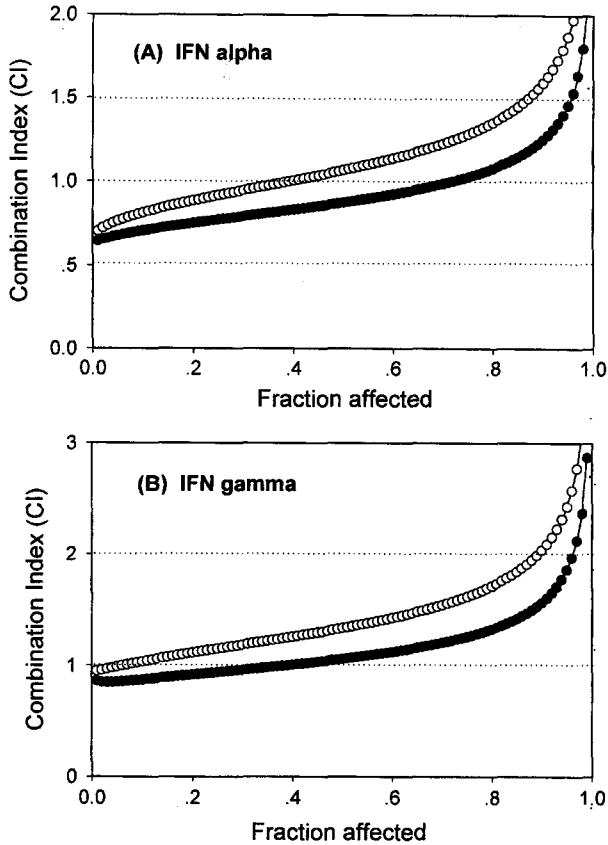 2.0
(A) IFN alpha
1.5
1.0
.5
0.0
Combination Index (CI)
0.0 .2 .4 .6 .8 1.0
Fraction affected
3
(B) IFN gamma
2
1
0
Combination Index (CI)
0.0 .2 .4 .6 .8 1.0
Fraction affected